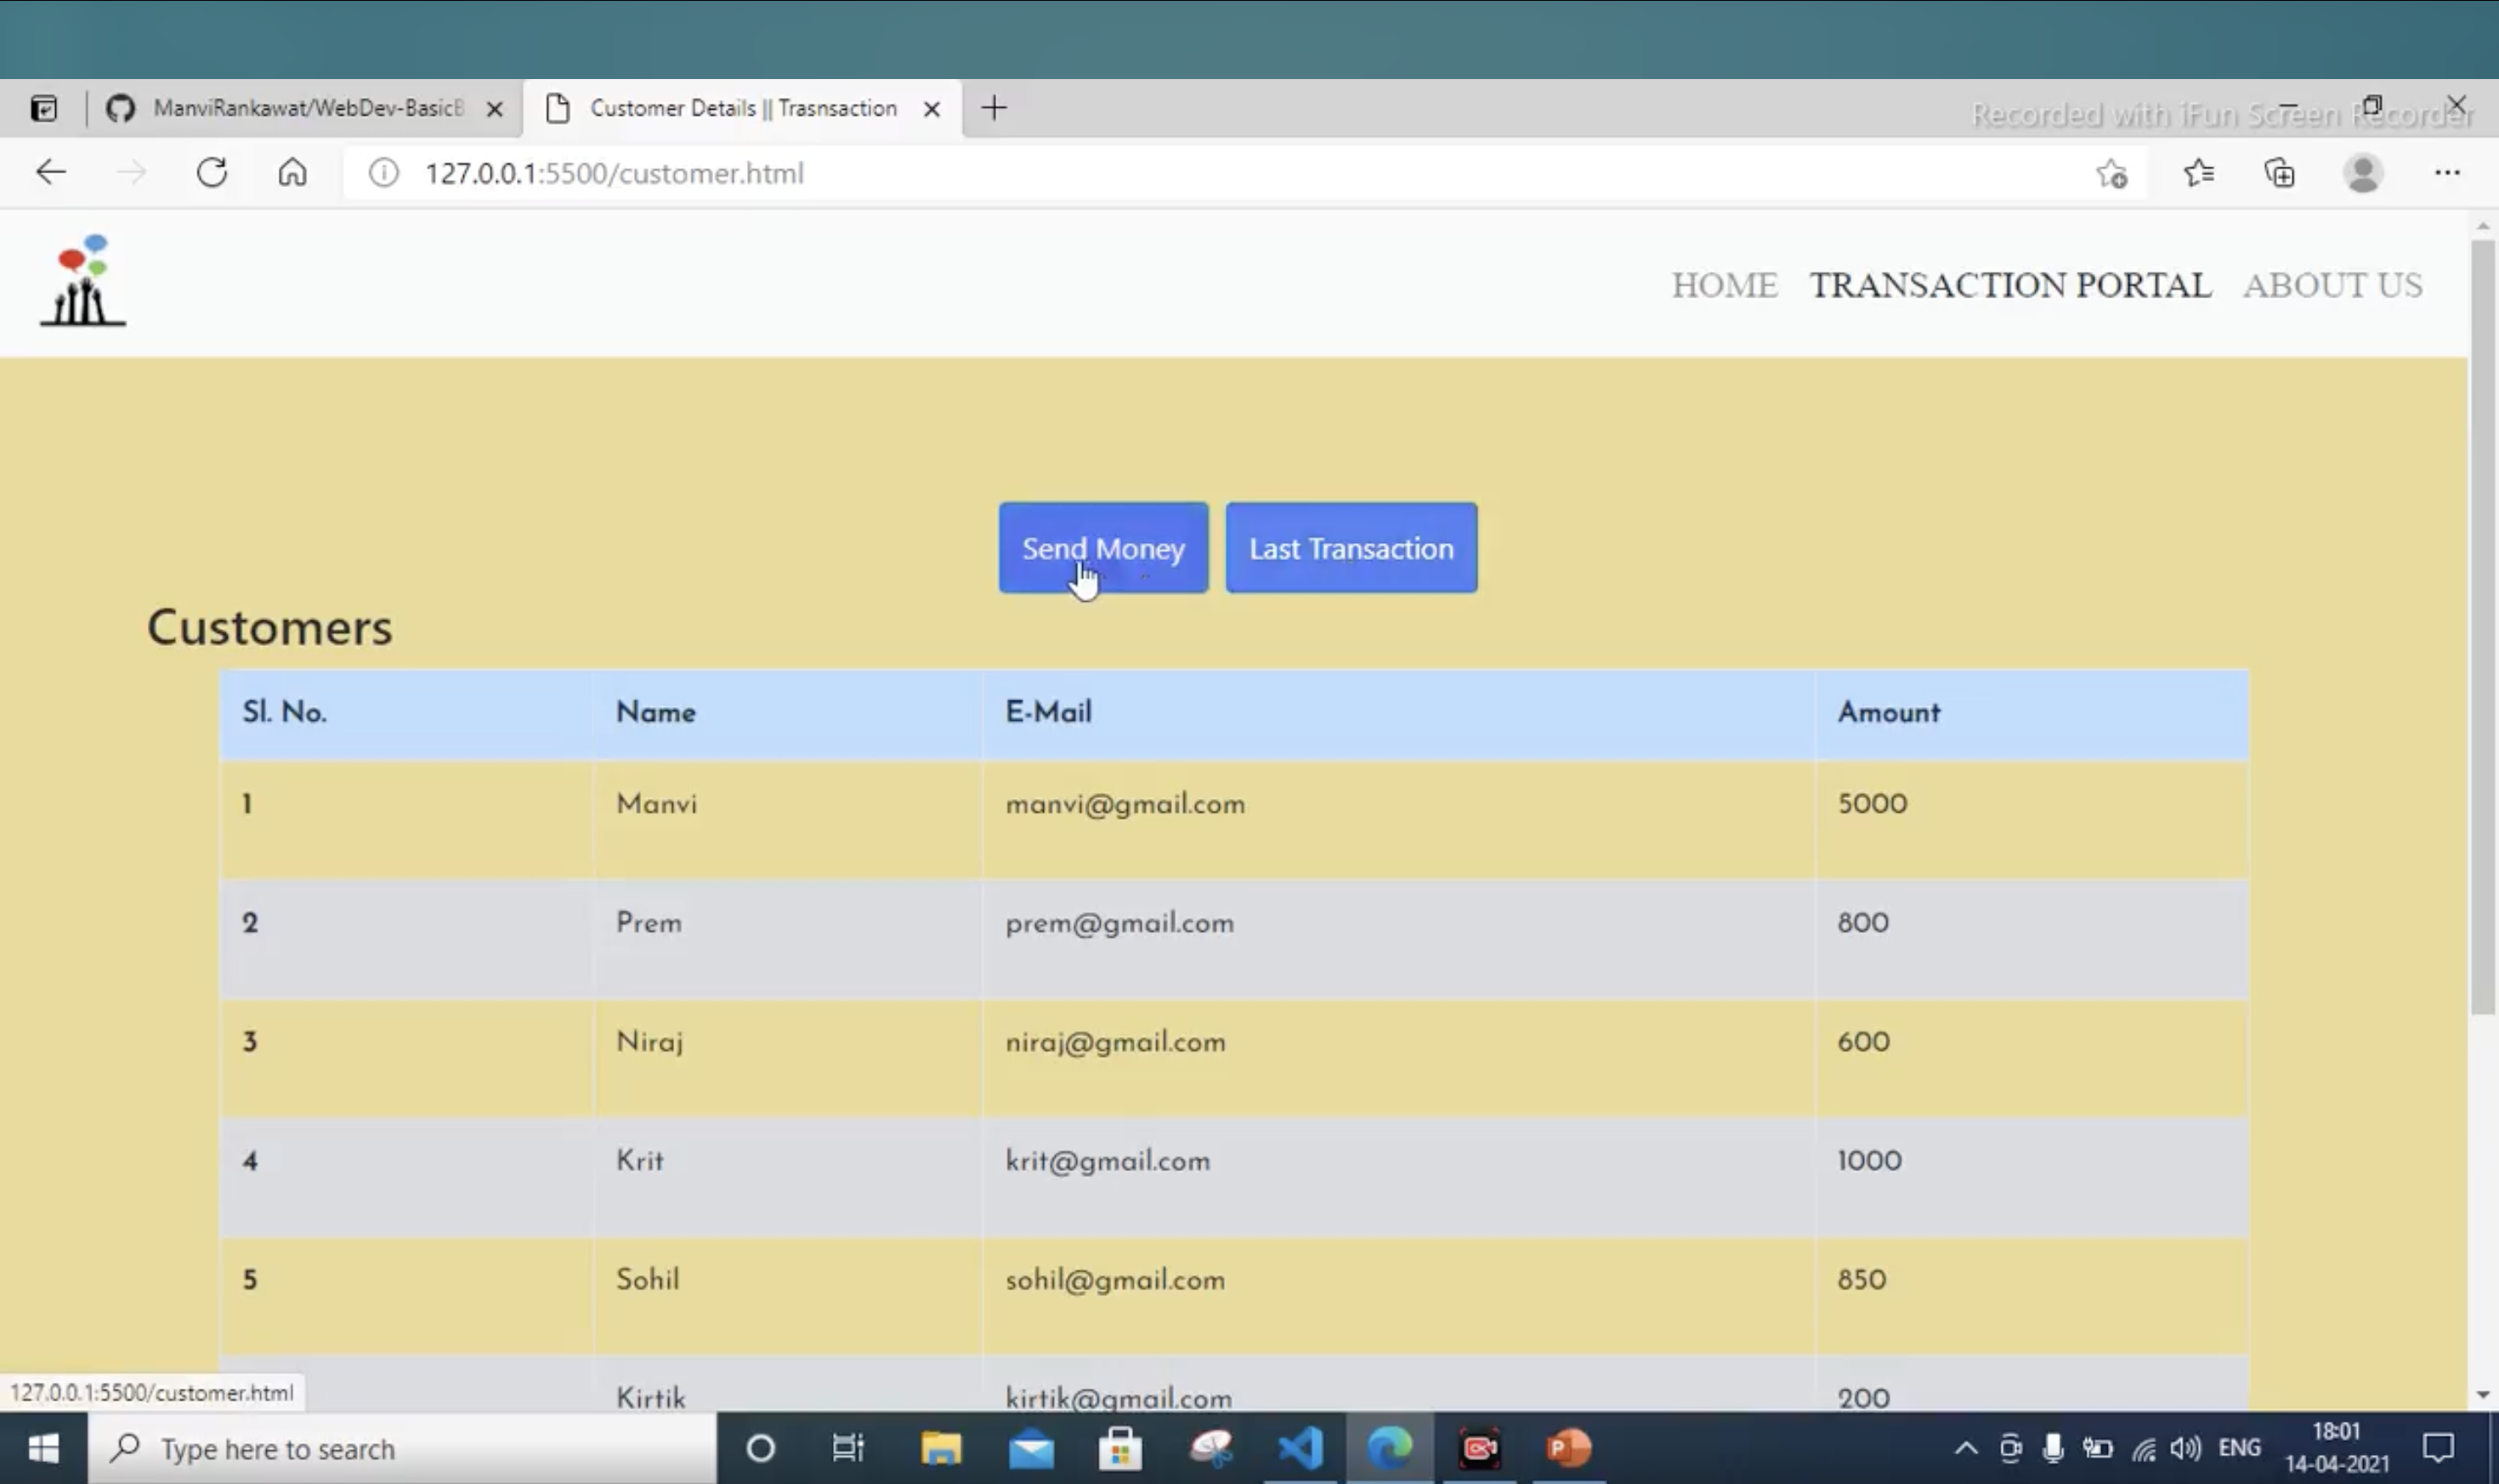 ManviRankawat/WebDev-BasicB
Customer Details || Trasnsaction
Recorded with iFun Screen Recorder
127.0.0.1:5500/customer.html
HOME TRANSACTION PORTAL ABOUT US
Send Money Last Transaction
Customers
Sl. No. Name E-Mail Amount
1 Manvi manvi@gmail.com 5000
2 Prem prem@gmail.com 800
3 Niraj niraj@gmail.com 600
4 Krit krit@gmail.com 1000
5 Sohil sohil@gmail.com 850
Kirtik kirtik@gmail.com 200
127.0.0.1:5500/customer.html
Type here to search
ENG
18:01
14-04-2021